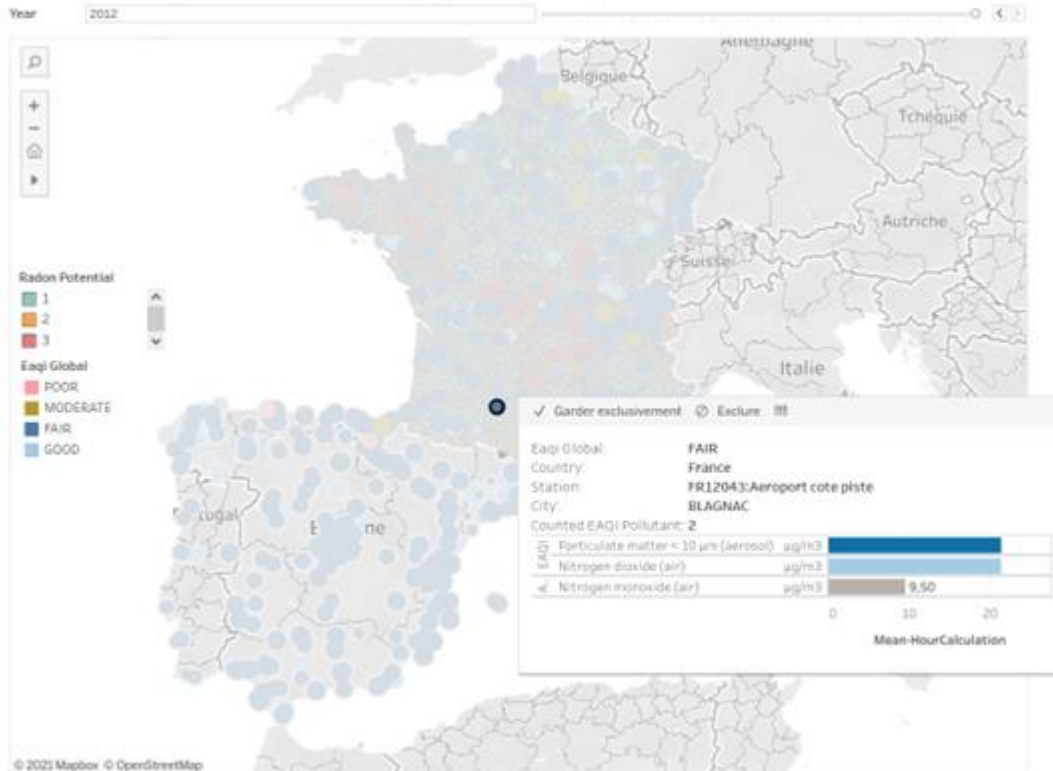 Year 2012
Allemagne
Belgique
Tchéquie
Autriche
Suisse
Radon Potential
1
2
3
Italie
Eaqi Global
POOR
MODERATE
FAIR
GOOD
✓ Garder exclusivement Exclure
Eaqi Global: FAIR
Country: France
Station: FR12043:Aeroport cote piste
City: BLAGNAC
Counted EAQI Pollutant: 2
EAQI
Particulate matter < 10 µm (aerosol) µg/m3
Nitrogen dioxide (air) µg/m3
A. Nitrogen monoxide (air) µg/m3 9,50
0 10 20
Mean-HourCalculation
© 2021 Mapbox © OpenStreetMap